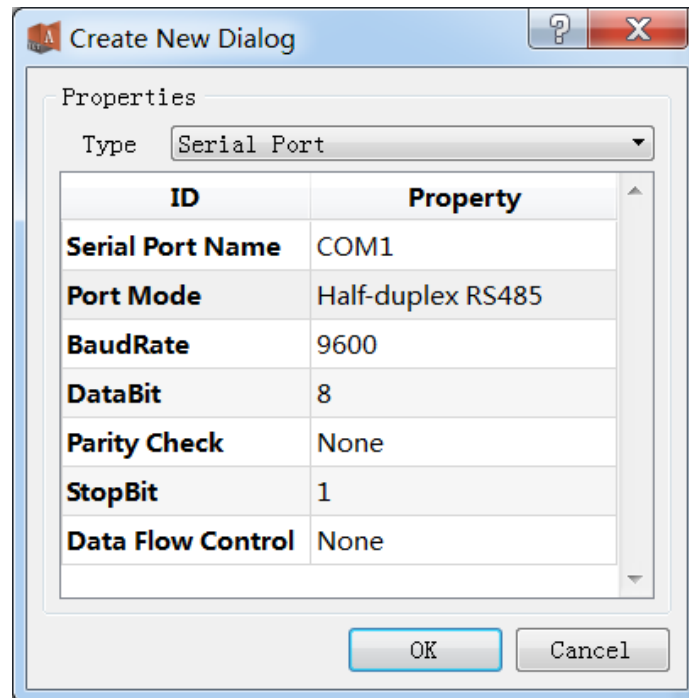 Create New Dialog
Properties
Type Serial Port
ID Property
Serial Port Name COM1
Port Mode Half-duplex RS485
BaudRate 9600
DataBit 8
Parity Check None
StopBit 1
Data Flow Control None
OK Cancel